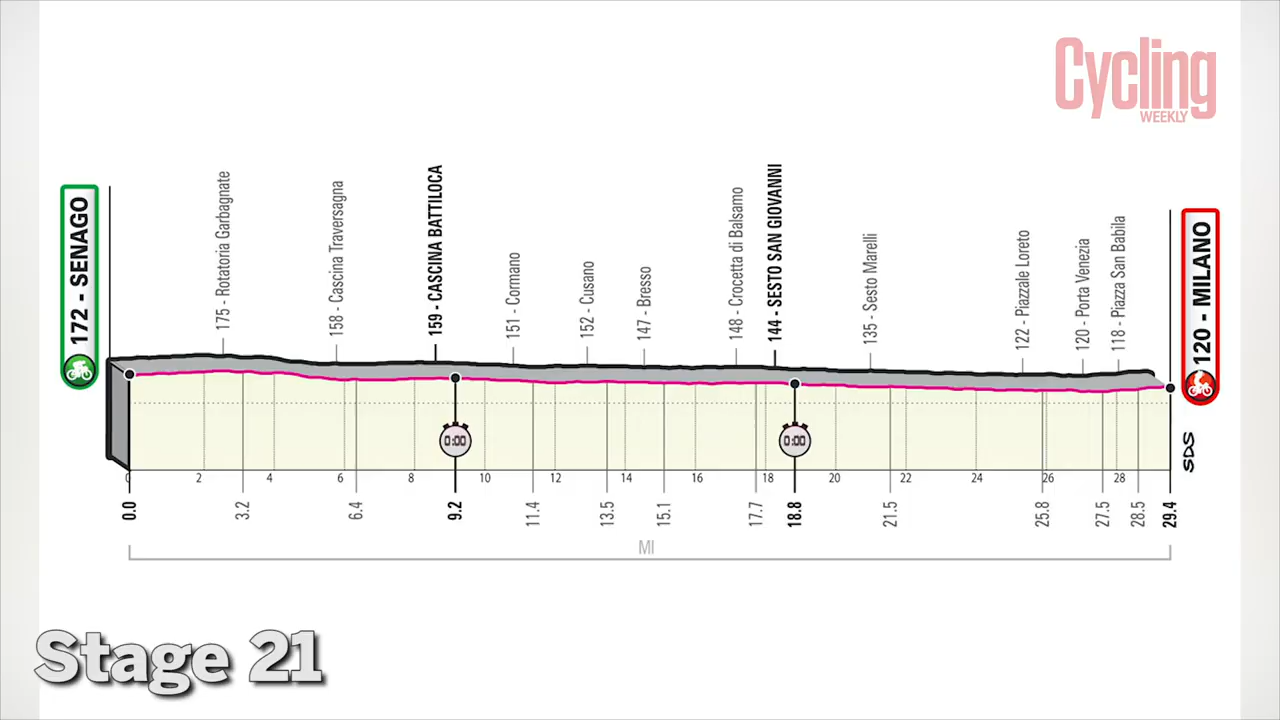 Cycling
WEEKLY
172 - SENAGO
175 - Rotatoria Garbagnate
158 - Cascina Traversagna
159 - CASCINA BATTILOCA
151 - Cormano
152 - Cusano
147 - Bresso
148 - Crocetta di Balsamo
144 - SESTO SAN GIOVANNI
135 - Sesto Marelli
122 - Piazzale Loreto
120 - Porta Venezia
118 - Piazza San Babila
120 - MILANO
0:00
0:00
SDS
0 2 4 6 8 10 12 14 16 18 20 22 24 26 28
0.0 3.2 6.4 9.2 11.4 13.5 15.1 17.7 18.8 21.5 25.8 27.5 28.5 29.4
MI
Stage 21